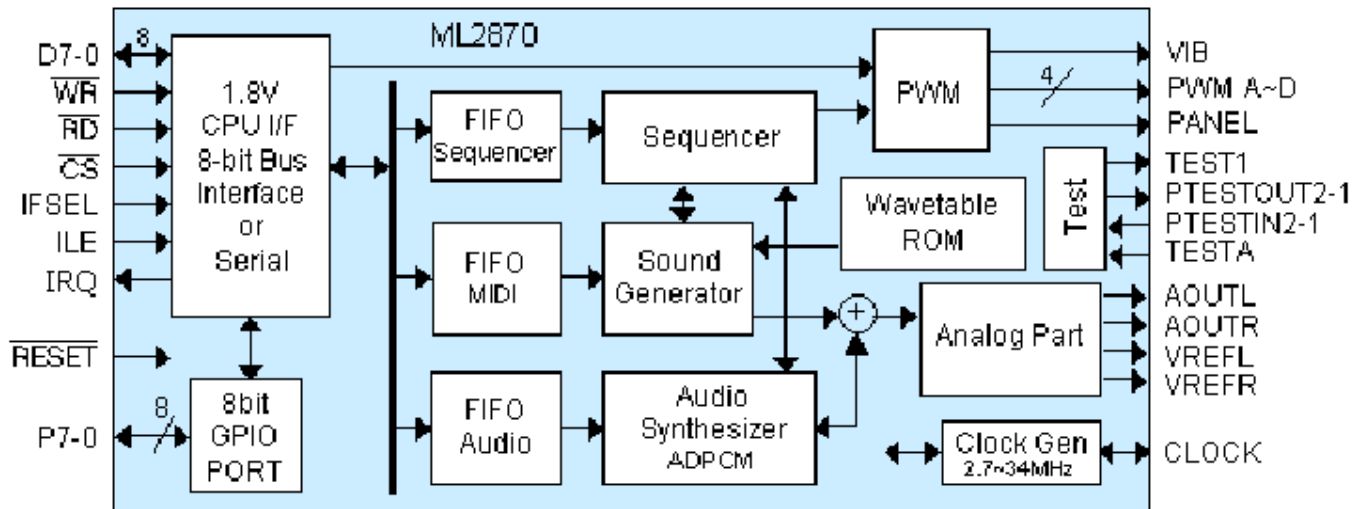 ML2870
D7-0
8
WR
RD
CS
IFSEL
ILE
IRQ
RESET
P7-0
8
1.8V
CPU I/F
8-bit Bus
Interface
or
Serial
8bit
GPIO
PORT
FIFO
Sequencer
FIFO
MIDI
FIFO
Audio
Sequencer
Sound
Generator
Audio
Synthesizer
ADPCM
PWM
Wavetable
ROM
Test
+
Analog Part
Clock Gen
2.7~34MHz
VIB
4
PWM A~D
PANEL
TEST1
PTESTOUT2-1
PTESTIN2-1
TESTA
AOUTL
AOUTR
VREFL
VREFR
CLOCK